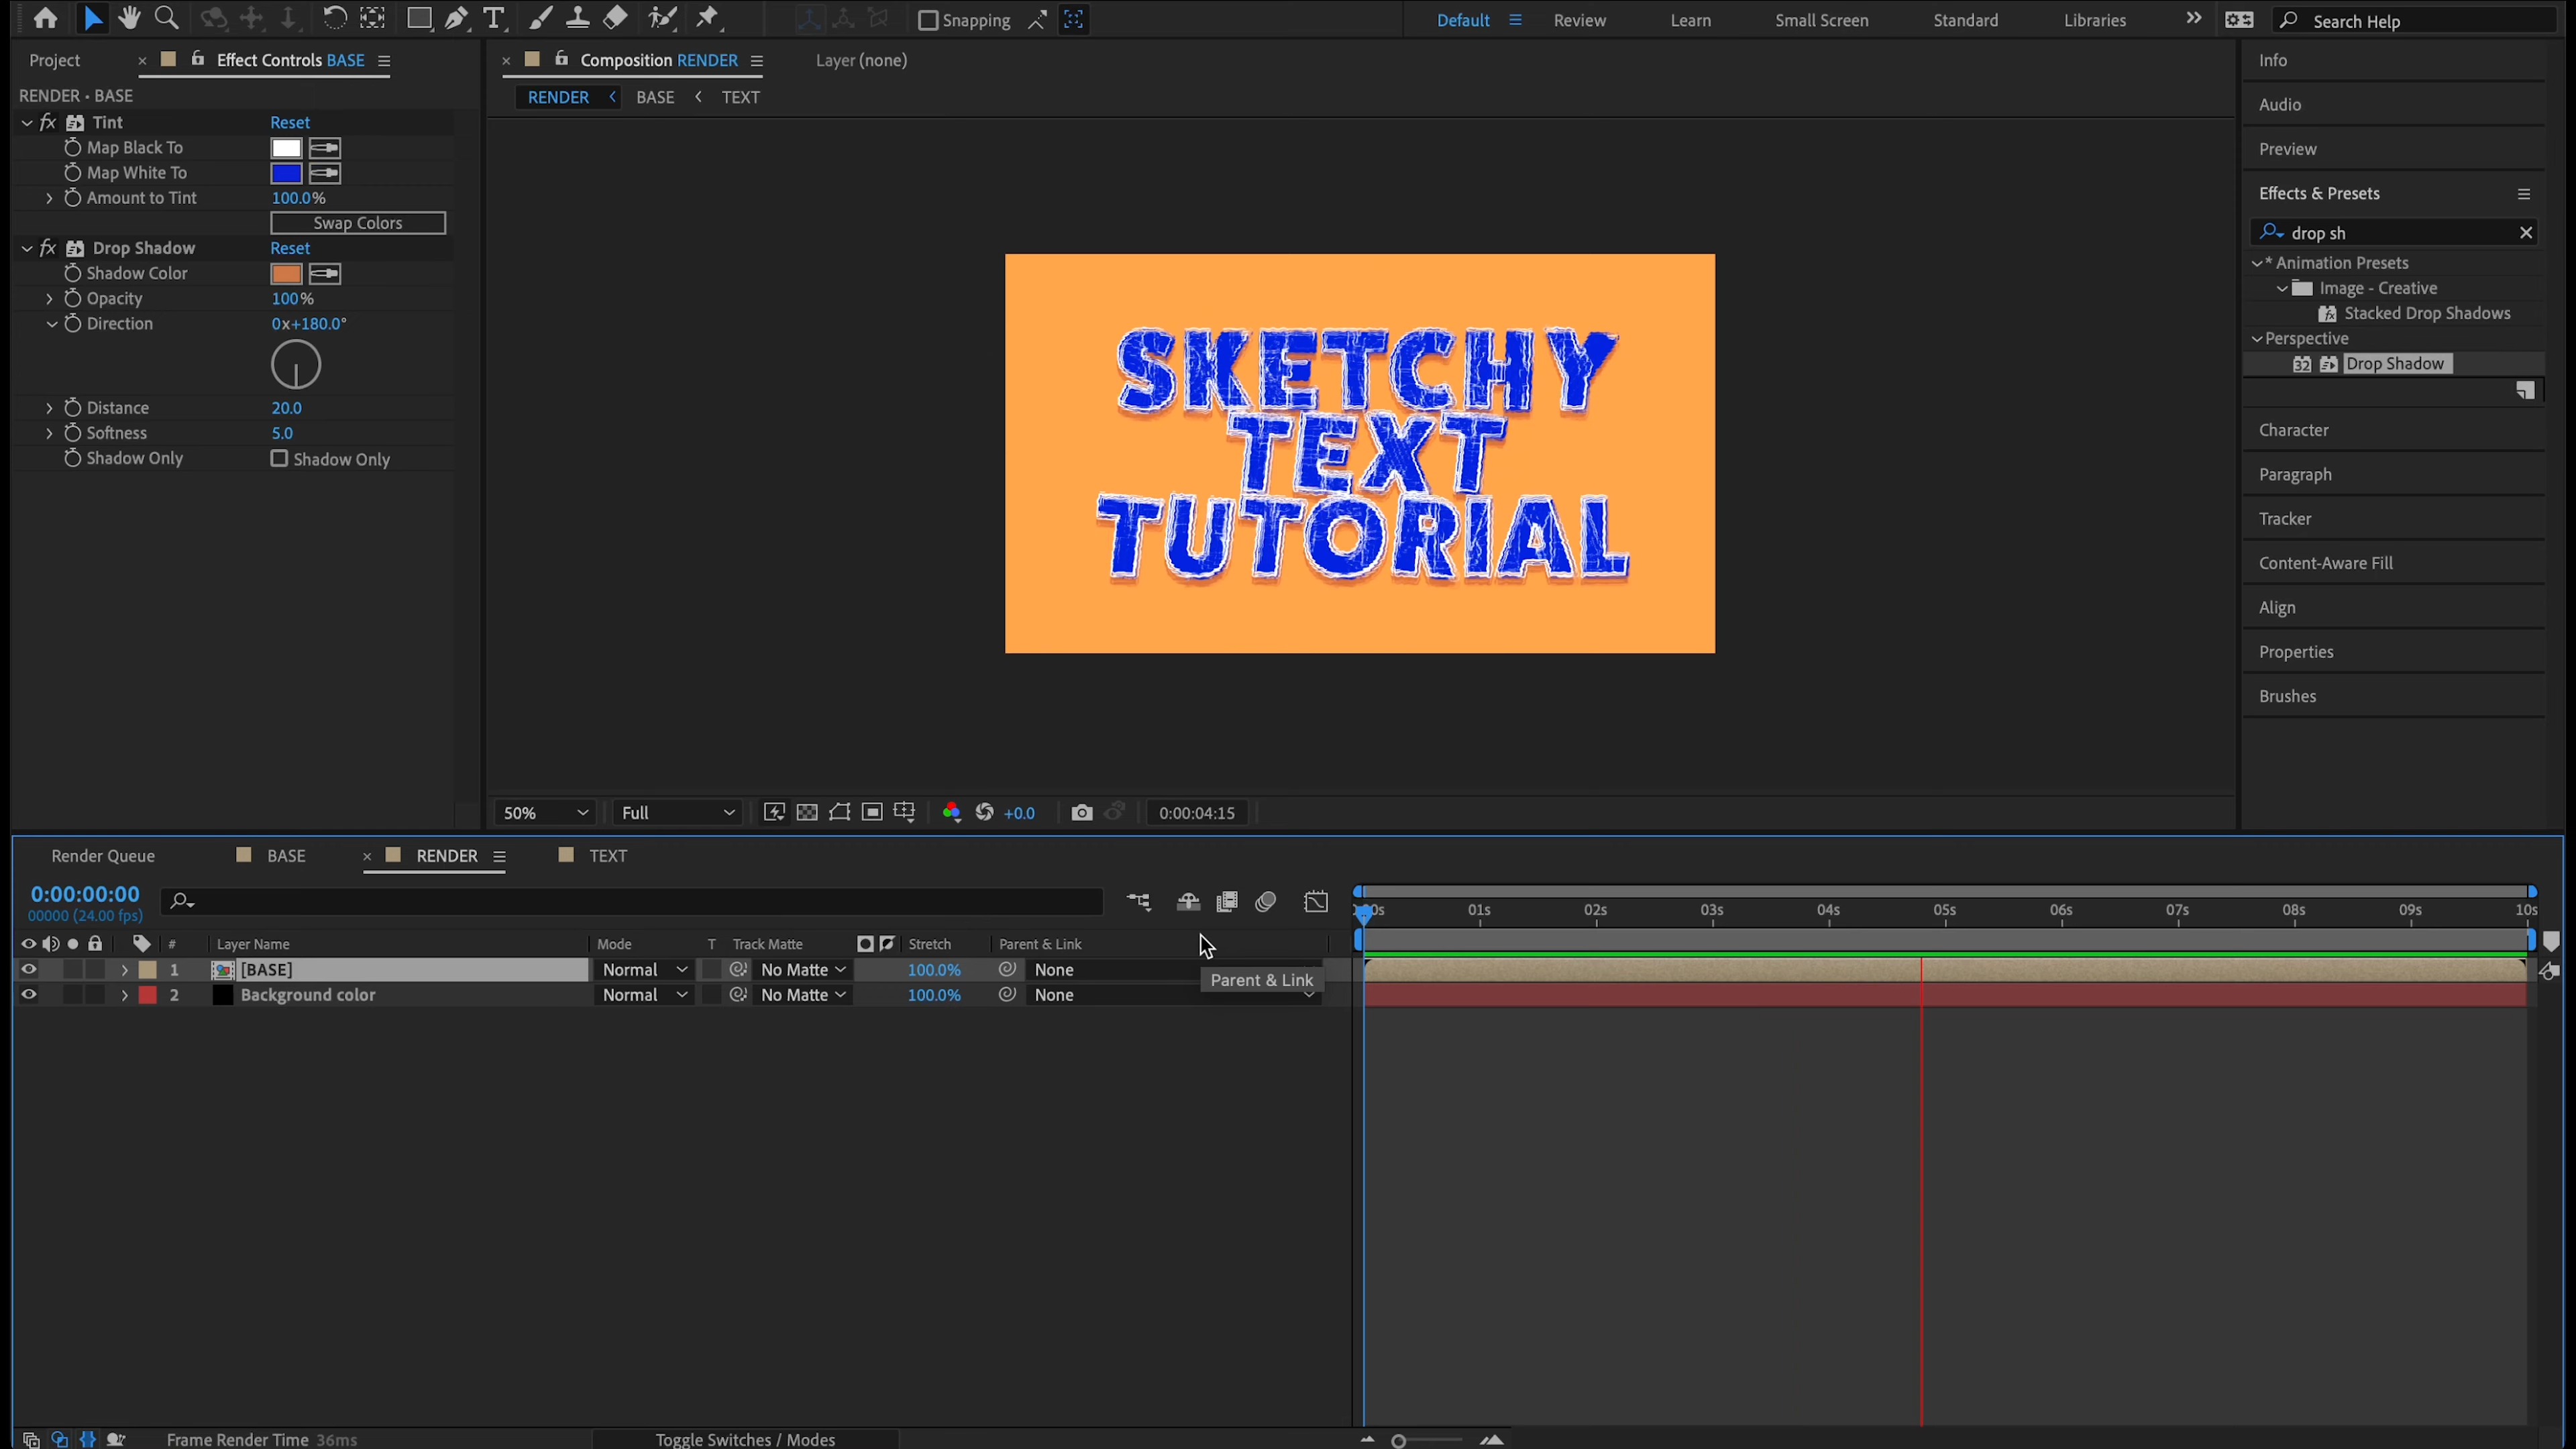 Snapping
Default
Review
Learn
Small Screen
Standard
Libraries
Search Help
Project
Effect Controls BASE
Composition RENDER
Layer (none)
RENDER • BASE
RENDER
BASE
TEXT
fx Tint Reset
Map Black To
Map White To
Amount to Tint 100.0%
Swap Colors
fx Drop Shadow Reset
Shadow Color
Opacity 100%
Direction 0x+180.0°
Distance 20.0
Softness 5.0
Shadow Only Shadow Only
SKETCHY
TEXT
TUTORIAL
Info
Audio
Preview
Effects & Presets
drop sh
* Animation Presets
Image - Creative
Stacked Drop Shadows
Perspective
32 Drop Shadow
Character
Paragraph
Tracker
Content-Aware Fill
Align
Properties
Brushes
50% Full +0.0 0:00:04:15
Render Queue BASE RENDER TEXT
0:00:00:00
00000 (24.00 fps)
01s 02s 03s 04s 05s 06s 07s 08s 09s 10s
# Layer Name Mode T Track Matte Stretch Parent & Link
1 [BASE] Normal No Matte 100.0% None
Parent & Link
2 Background color Normal No Matte 100.0% None
Frame Render Time 36ms Toggle Switches / Modes